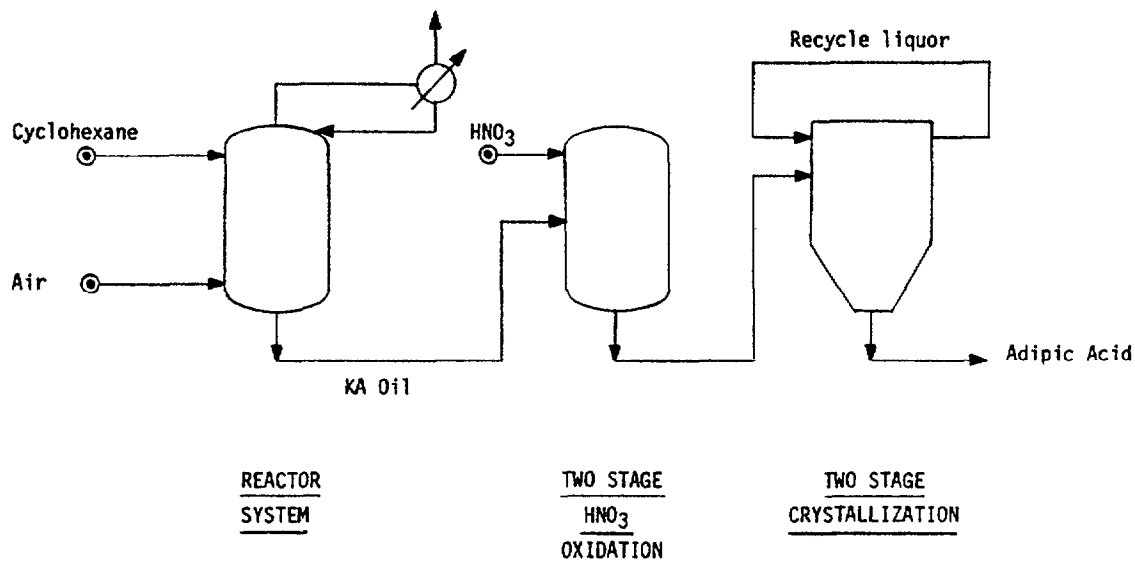 Recycle liquor
Cyclohexane
HNO3
Air
KA Oil
Adipic Acid
REACTOR
SYSTEM
TWO STAGE
HNO3
OXIDATION
TWO STAGE
CRYSTALLIZATION